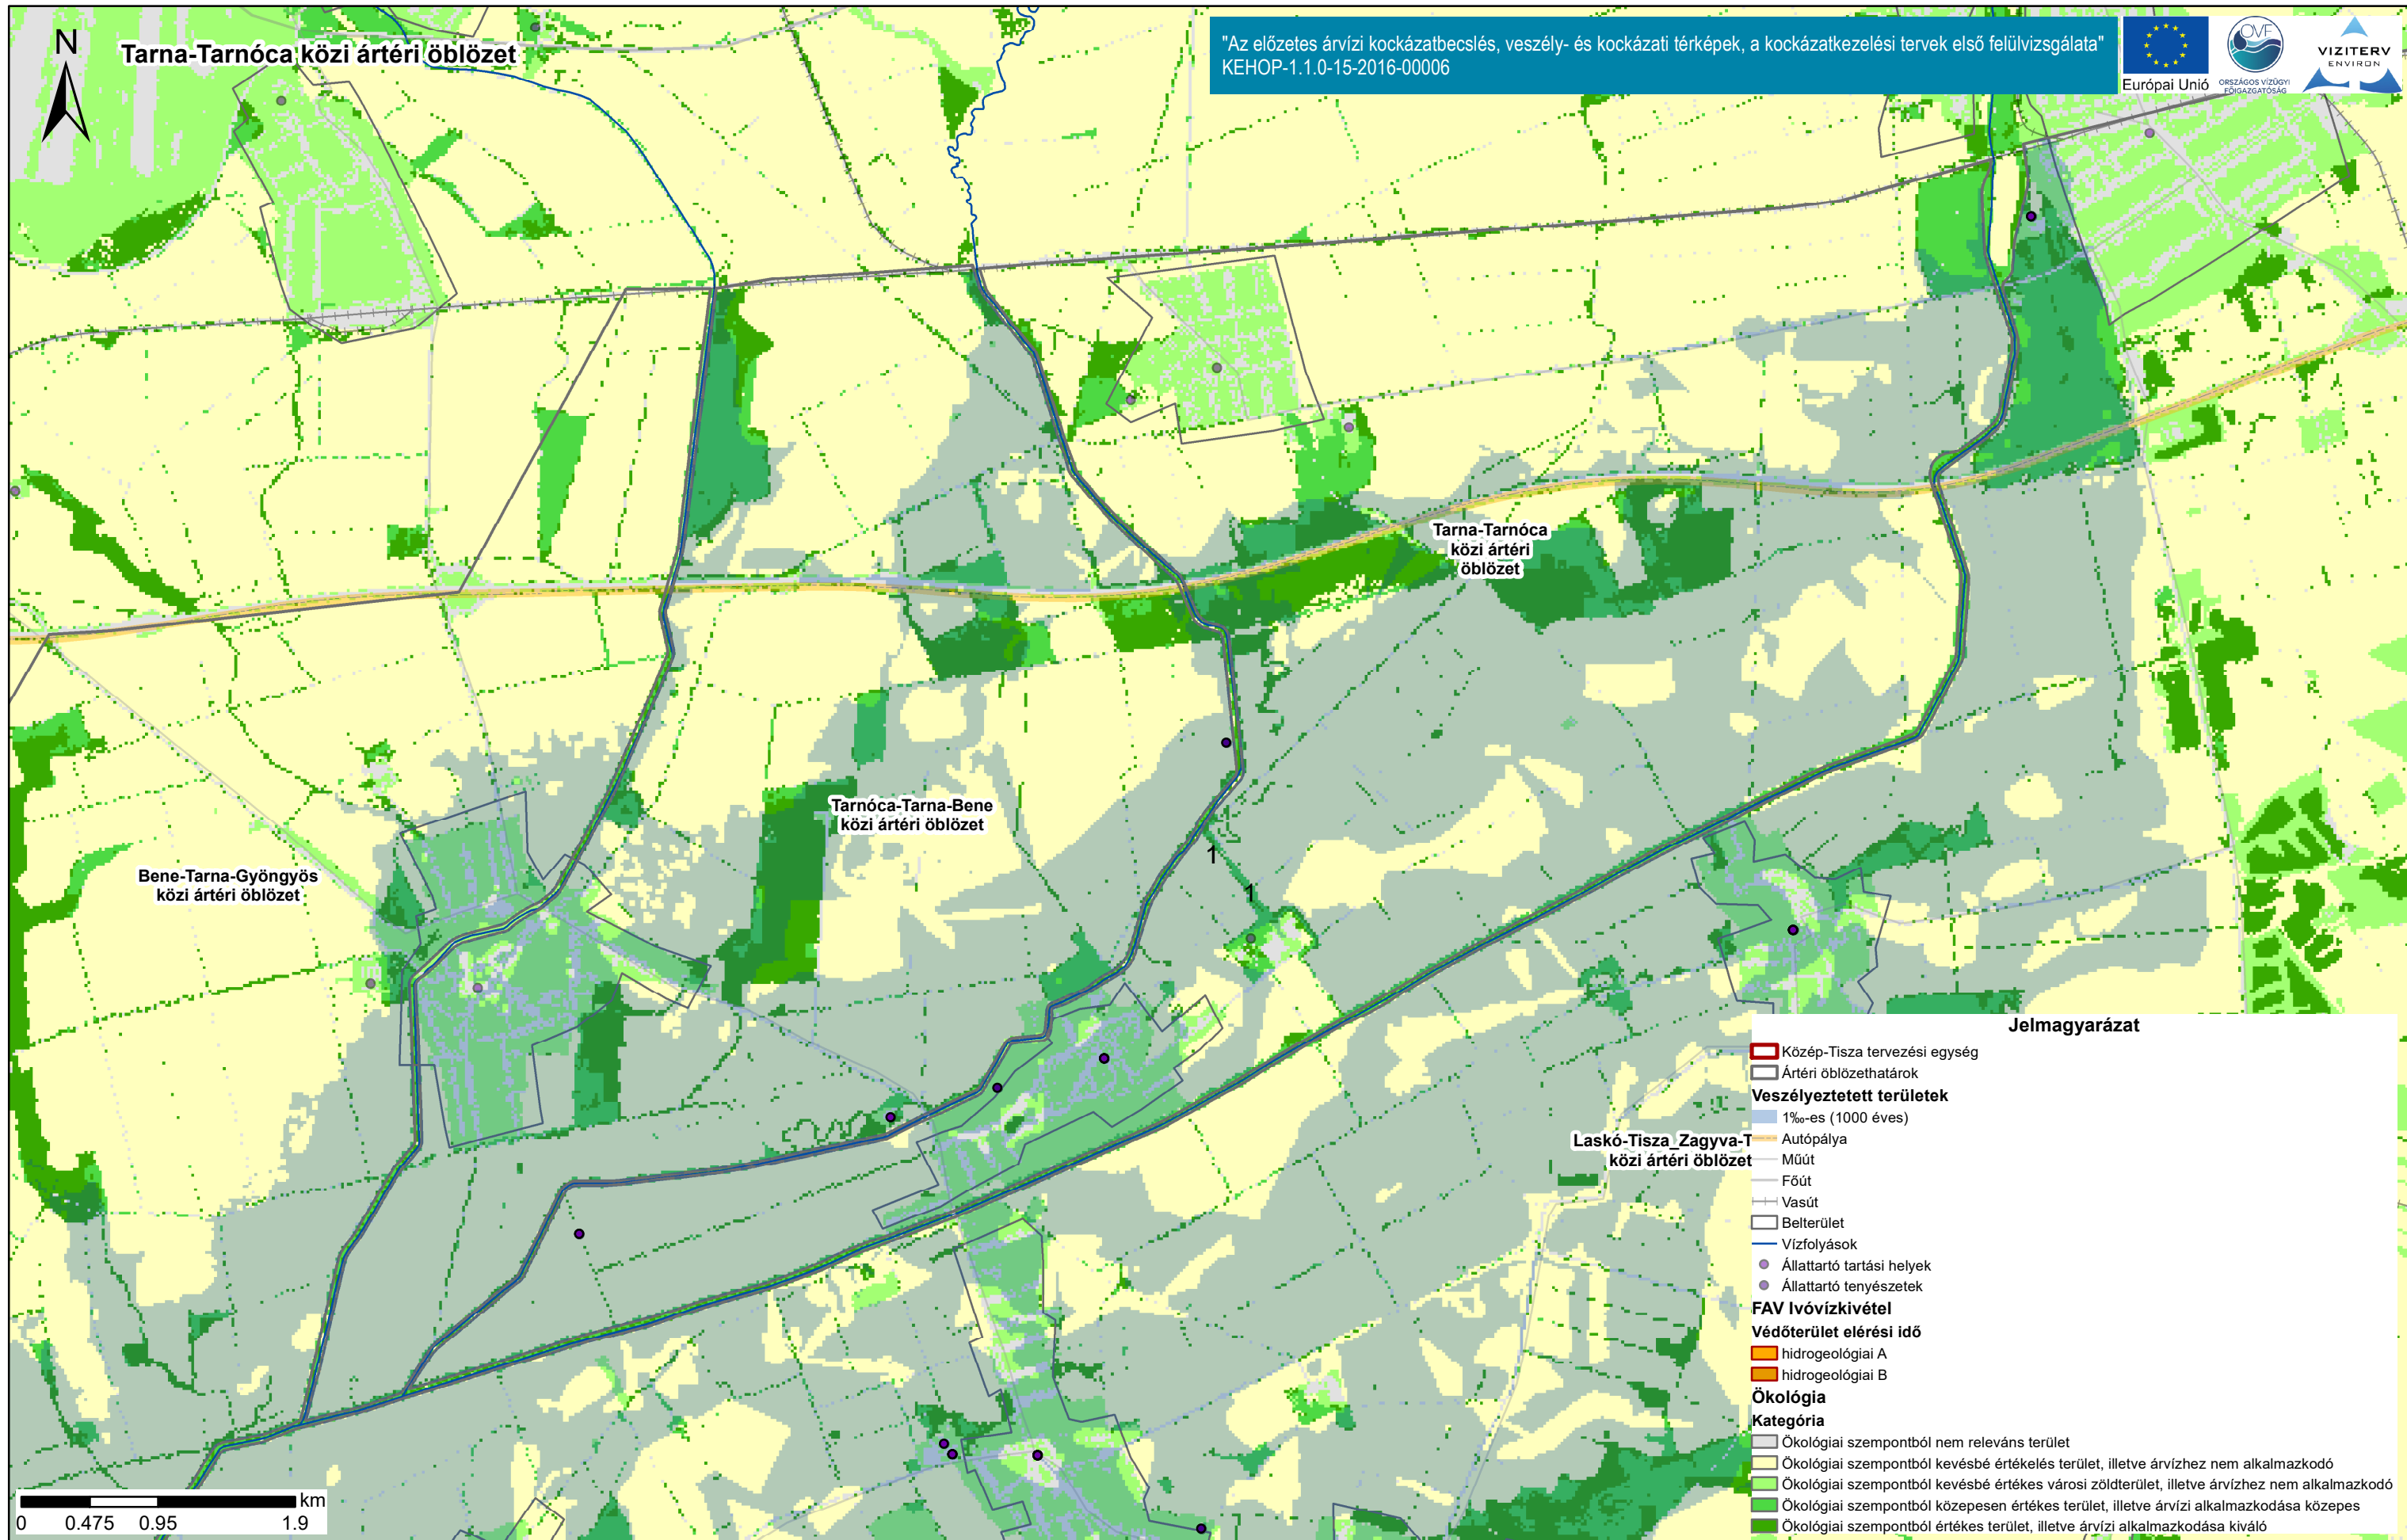 N
Tarna-Tarnóca közi ártéri öblözet
"Az előzetes árvízi kockázatbecslés, veszély- és kockázati térképek, a kockázatkezelési tervek első felülvizsgálata"
KEHOP-1.1.0-15-2016-00006
Európai Unió
OVF
ORSZÁGOS VÍZÜGYI
FŐIGAZGATÓSÁG
VIZITERV
ENVIRON
Tarna-Tarnóca
közi ártéri
öblözet
Tarnóca-Tarna-Bene
közi ártéri öblözet
Bene-Tarna-Gyöngyös
közi ártéri öblözet
1
1
Laskó-Tisza_Zagyva-T
közi ártéri öblözet
Jelmagyarázat
Közép-Tisza tervezési egység
Ártéri öblözethatárok
Veszélyeztetett területek
1‰-es (1000 éves)
Autópálya
Műút
Főút
Vasút
Belterület
Vízfolyások
Állattartó tartási helyek
Állattartó tenyészetek
FAV Ivóvízkivétel
Védőterület elérési idő
hidrogeológiai A
hidrogeológiai B
Ökológia
Kategória
Ökológiai szempontból nem releváns terület
Ökológiai szempontból kevésbé értékelés terület, illetve árvízhez nem alkalmazkodó
Ökológiai szempontból kevésbé értékes városi zöldterület, illetve árvízhez nem alkalmazkodó
Ökológiai szempontból közepesen értékes terület, illetve árvízi alkalmazkodása közepes
Ökológiai szempontból értékes terület, illetve árvízi alkalmazkodása kiváló
km
0 0.475 0.95 1.9